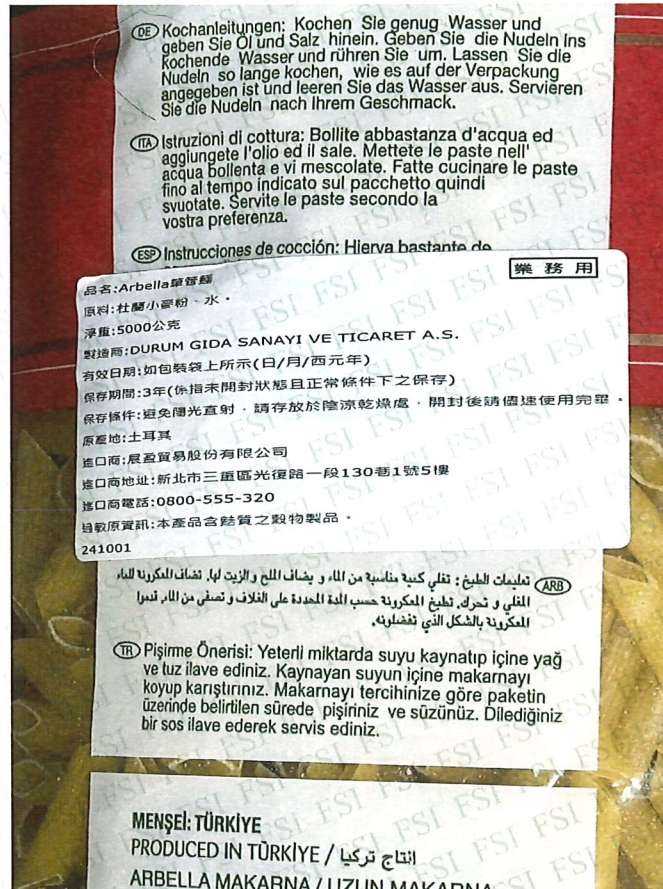 DE Kochanleitungen: Kochen Sie genug Wasser und
geben Sie Öl und Salz hinein. Geben Sie die Nudeln ins
kochende Wasser und rühren Sie um. Lassen Sie die
Nudeln so lange kochen, wie es auf der Verpackung
angegeben ist und leeren Sie das Wasser aus. Servieren
Sie die Nudeln nach Ihrem Geschmack.
ITA Istruzioni di cottura: Bollite abbastanza d'acqua ed
aggiungete l'olio ed il sale. Mettete le paste nell'
acqua bollenta e vi mescolate. Fatte cucinare le paste
fino al tempo indicato sul pacchetto quindi
svuotate. Servite le paste secondo la
vostra preferenza.
ESP Instrucciones de cocción: Hierva bastante de
業務用
品名:Arbella單管麵
原料:杜蘭小麥粉、水。
淨重:5000公克
製造商:DURUM GIDA SANAYI VE TICARET A.S.
有效日期:如包裝袋上所示(日/月/西元年)
保存期間:3年(係指未開封狀態且正常條件下之保存)
保存條件:避免陽光直射,請存放於陰涼乾燥處,開封後請儘速使用完畢。
原產地:土耳其
進口商:展盈貿易股份有限公司
進口商地址:新北市三重區光復路一段130巷1號5樓
進口商電話:0800-555-320
過敏原資訊:本產品含麩質之穀物製品。
241001
ARB تعليمات الطبخ : تغلي كمية مناسبة من الماء و يضاف الملح و الزيت لها. تضاف المكرونة للماء
المغلي و تحرك. تطبخ المكرونة حسب المدة المحددة على الغلاف و تصفى من الماء. قدموا
المكرونة بالشكل الذي تفضلونه.
TR Pişirme Önerisi: Yeterli miktarda suyu kaynatıp içine yağ
ve tuz ilave ediniz. Kaynayan suyun içine makarnayı
koyup karıştırınız. Makarnayı tercihinize göre paketin
üzerinde belirtilen sürede pişiriniz ve süzünüz. Dilediğiniz
bir sos ilave ederek servis ediniz.
MENŞEİ: TÜRKİYE
PRODUCED IN TÜRKİYE / انتاج تركيا
ARBELLA MAKARNA / UZUN MAKARNA
FSI FSI FSI FSI